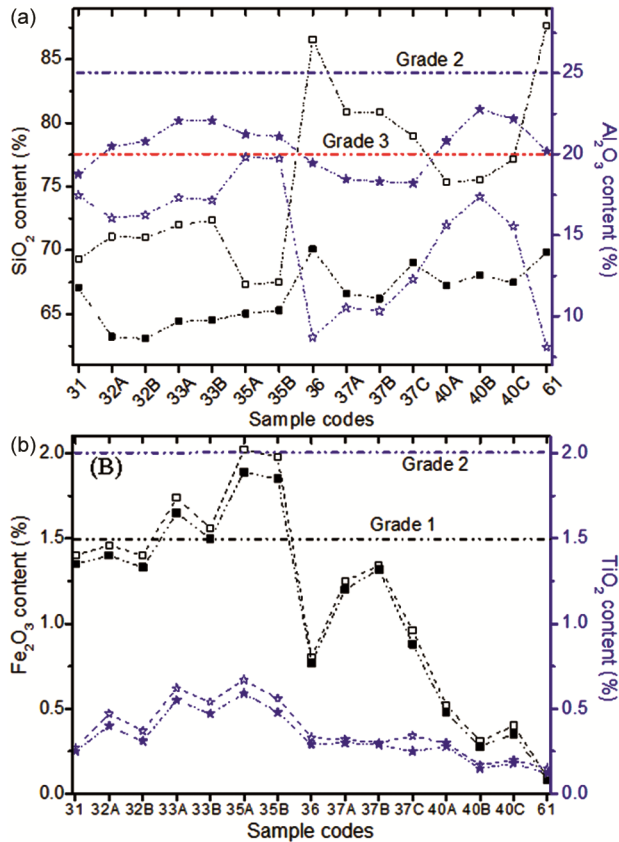 (a)
85
80
75
70
65
SiO₂ content (%)
Grade 2
Grade 3
25
20
15
10
Al₂O₃ content (%)
31 32A 32B 33A 33B 35A 35B 36 37A 37B 37C 40A 40B 40C 61
Sample codes
(b)
(B)
2.0
1.5
1.0
0.5
0.0
Fe₂O₃ content (%)
Grade 2
Grade 1
2.0
1.5
1.0
0.5
0.0
TiO₂ content (%)
31 32A 32B 33A 33B 35A 35B 36 37A 37B 37C 40A 40B 40C 61
Sample codes